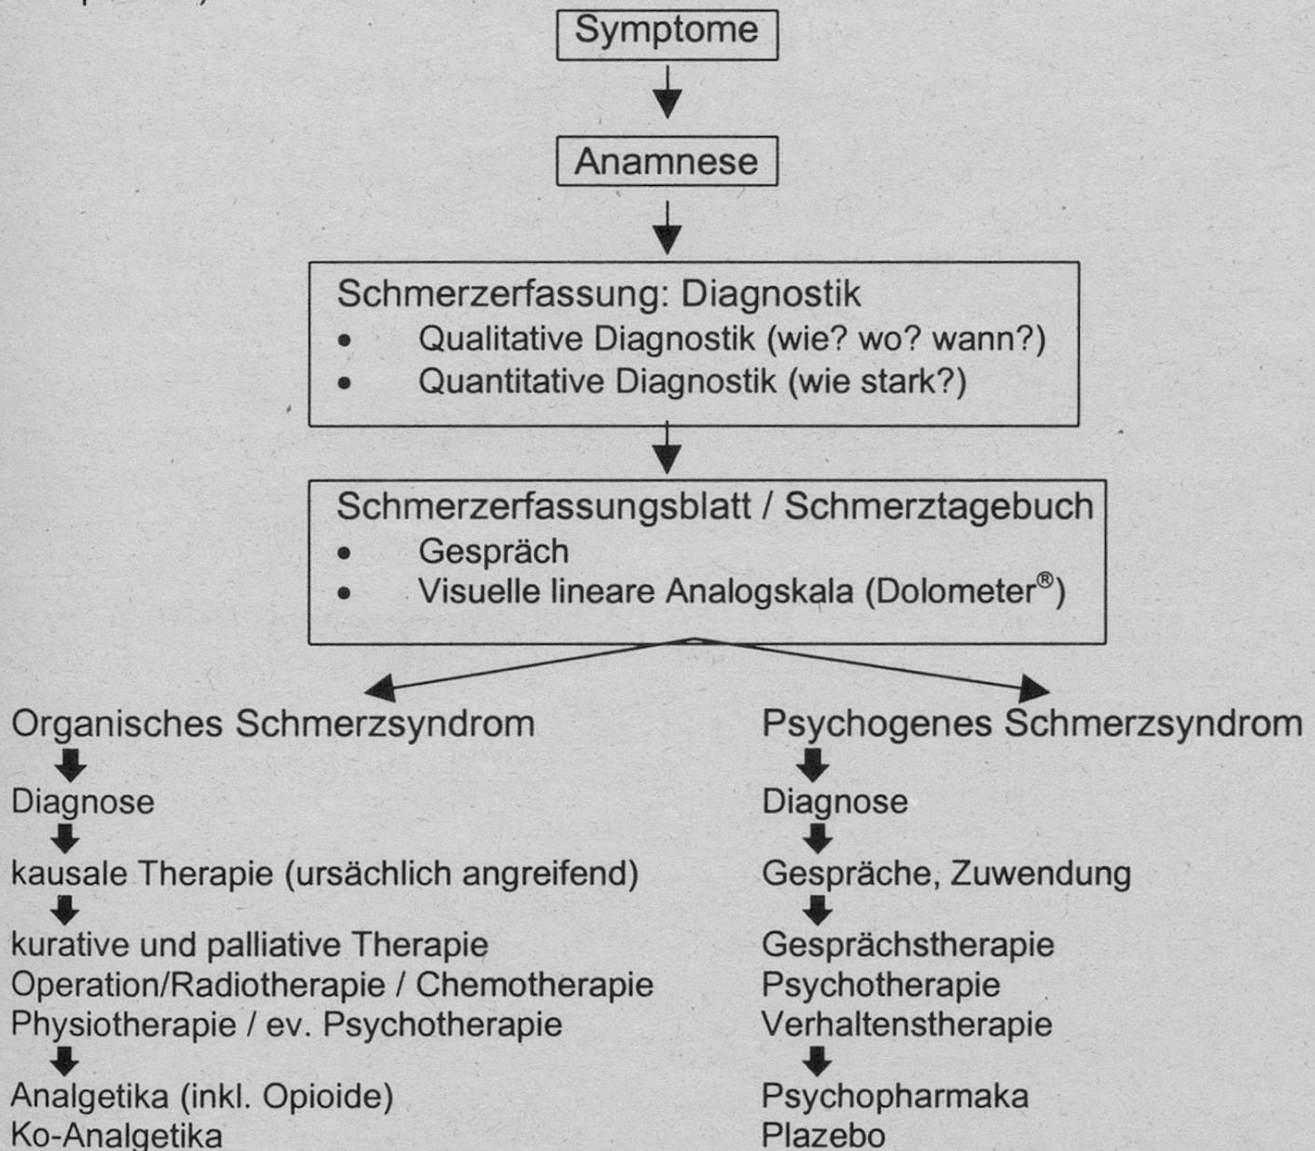 Symptome
Anamnese
Schmerzerfassung: Diagnostik
• Qualitative Diagnostik (wie? wo? wann?)
• Quantitative Diagnostik (wie stark?)
Schmerzerfassungsblatt / Schmerztagebuch
• Gespräch
• Visuelle lineare Analogskala (Dolometer®)
Organisches Schmerzsyndrom
Diagnose
kausale Therapie (ursächlich angreifend)
kurative und palliative Therapie
Operation/Radiotherapie / Chemotherapie
Physiotherapie / ev. Psychotherapie
Analgetika (inkl. Opioide)
Ko-Analgetika
Psychogenes Schmerzsyndrom
Diagnose
Gespräche, Zuwendung
Gesprächstherapie
Psychotherapie
Verhaltenstherapie
Psychopharmaka
Plazebo